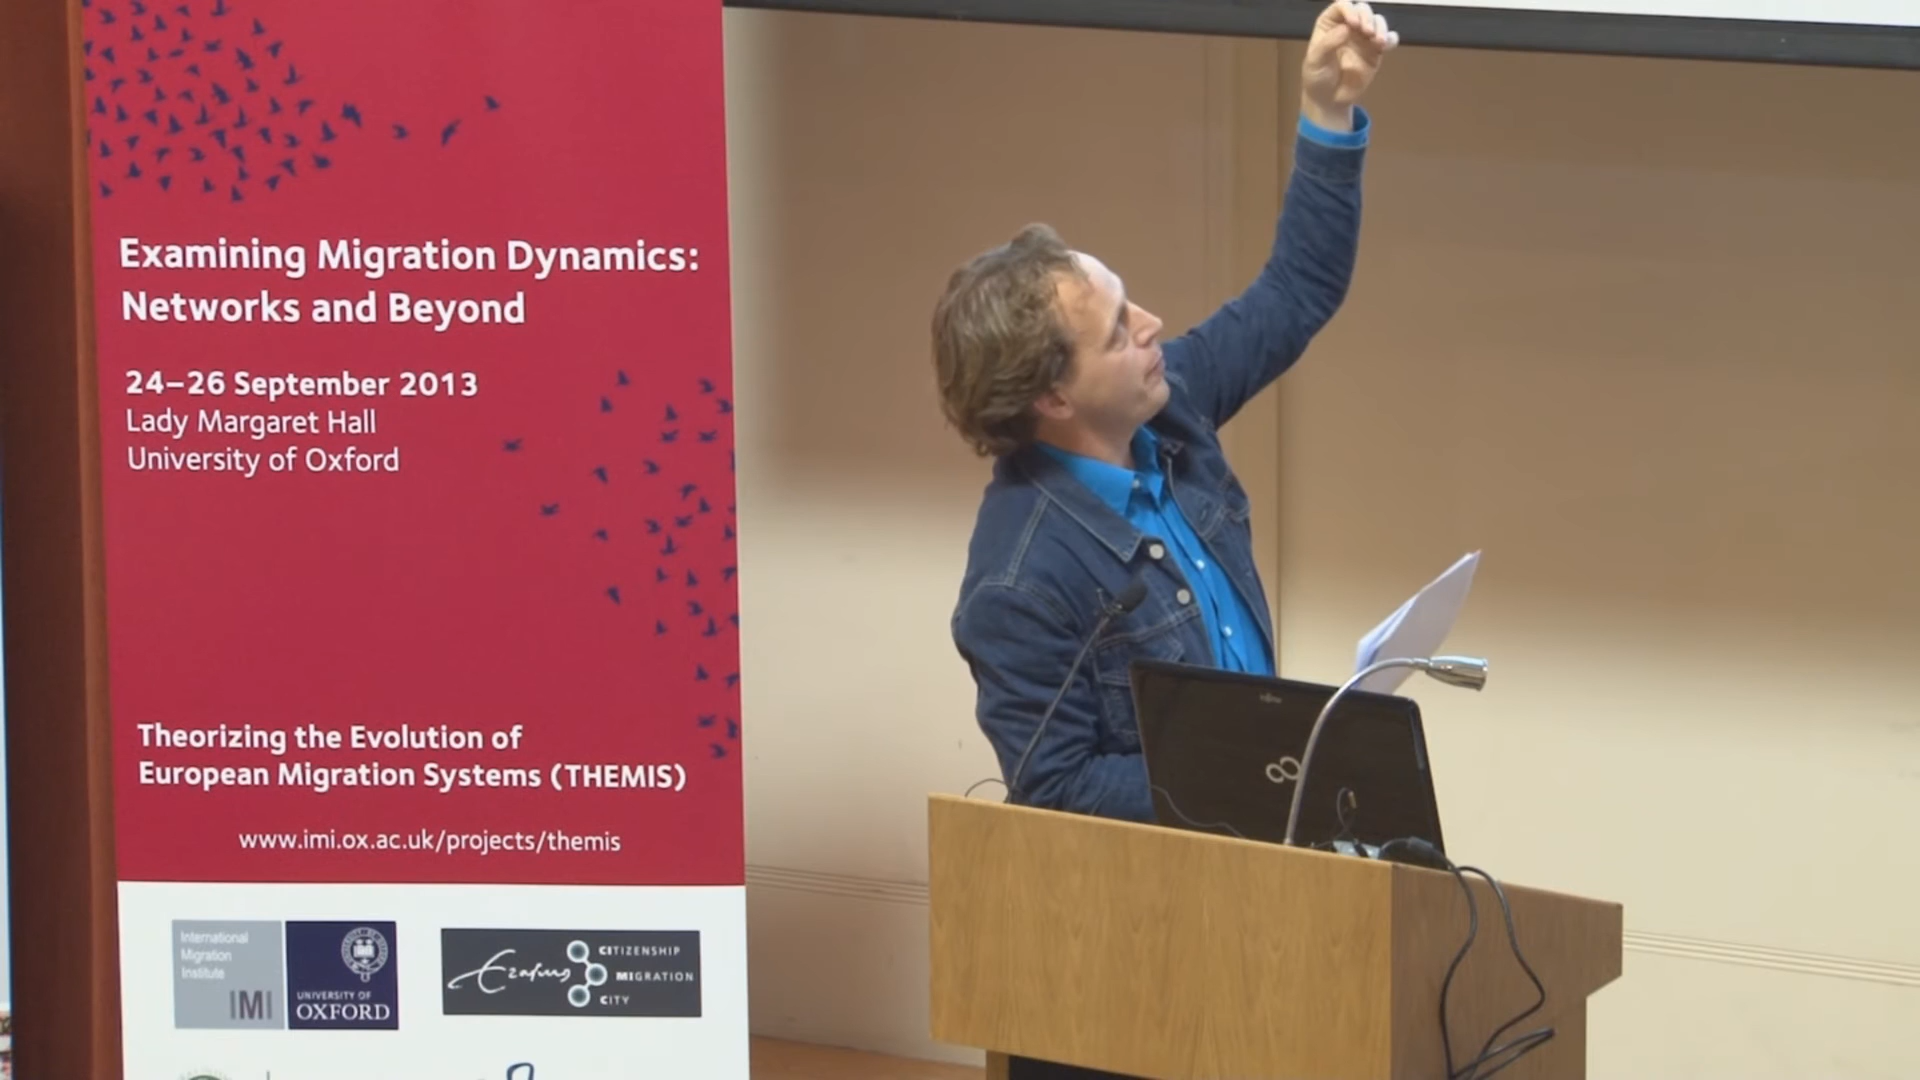 Examining Migration Dynamics:
Networks and Beyond
24–26 September 2013
Lady Margaret Hall
University of Oxford
Theorizing the Evolution of
European Migration Systems (THEMIS)
www.imi.ox.ac.uk/projects/themis
International
Migration
Institute
IMI
UNIVERSITY OF
OXFORD
Erasmus
CITIZENSHIP
MIGRATION
CITY